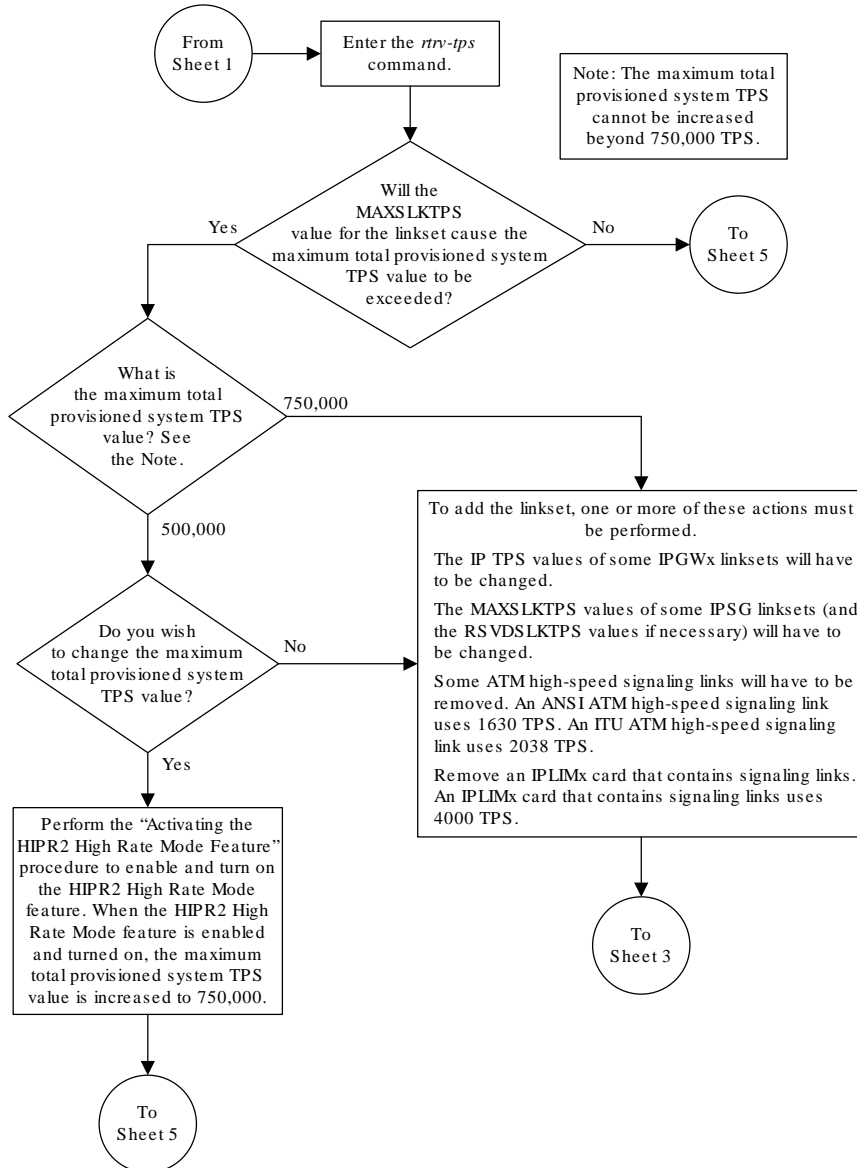 From
Sheet 1
Enter the rtrv-tps
command.
Note: The maximum total
provisioned system TPS
cannot be increased
beyond 750,000 TPS.
Will the
MAXSLKTPS
value for the linkset cause the
maximum total provisioned system
TPS value to be
exceeded?
Yes
No
To
Sheet 5
What is
the maximum total
provisioned system TPS
value? See
the Note.
750,000
500,000
To add the linkset, one or more of these actions must
be performed.
The IP TPS values of some IPGWx linksets will have
to be changed.
The MAXSLKTPS values of some IPSG linksets (and
the RSVDSLKTPS values if necessary) will have to
be changed.
Some ATM high-speed signaling links will have to be
removed. An ANSI ATM high-speed signaling link
uses 1630 TPS. An ITU ATM high-speed signaling
link uses 2038 TPS.
Remove an IPLIMx card that contains signaling links.
An IPLIMx card that contains signaling links uses
4000 TPS.
Do you wish
to change the maximum
total provisioned system
TPS value?
No
Yes
Perform the “Activating the
HIPR2 High Rate Mode Feature”
procedure to enable and turn on
the HIPR2 High Rate Mode
feature. When the HIPR2 High
Rate Mode feature is enabled
and turned on, the maximum
total provisioned system TPS
value is increased to 750,000.
To
Sheet 3
To
Sheet 5